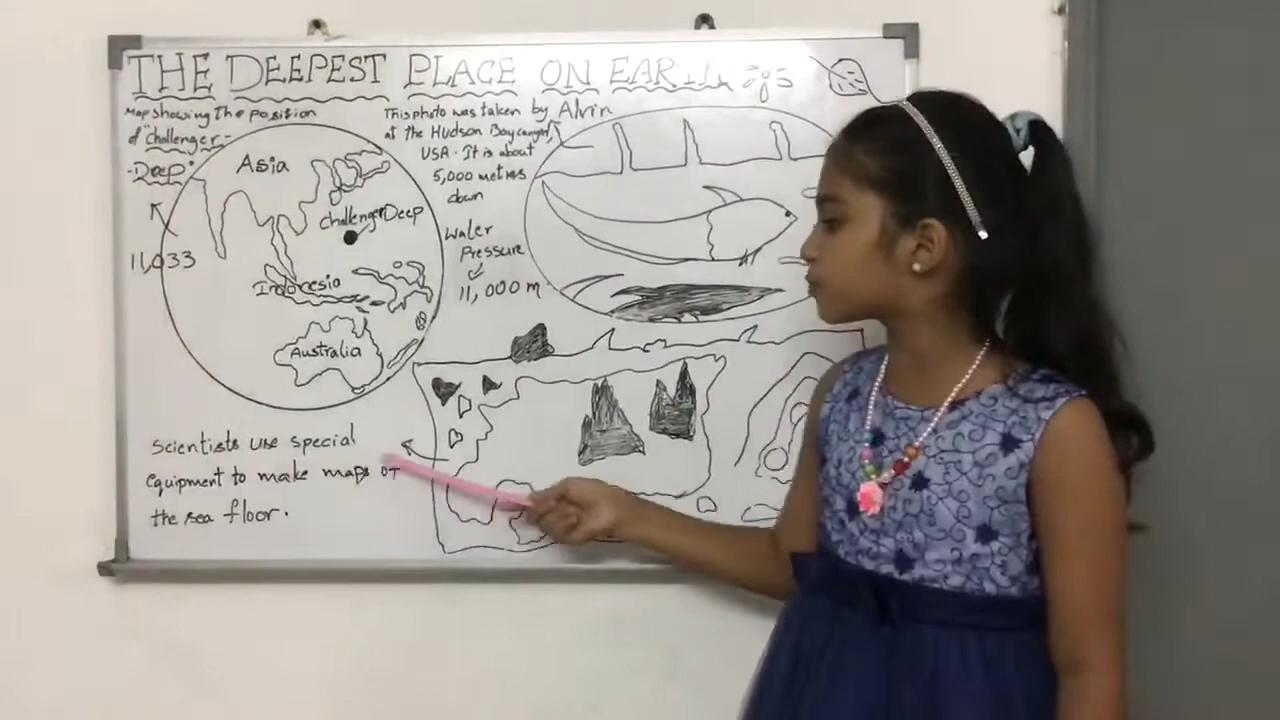 THE DEEPEST PLACE ON EARTH
Map showing The position
of "Challenger-
-Deep"
11,033
Asia
Challenger Deep
Indonesia
Australia
This photo was taken by Alvin
at the Hudson Bay canyon,
USA. It is about
5,000 metres
down
Water
Pressure
11,000 m
Scientists use special
equipment to make maps of
the sea floor.